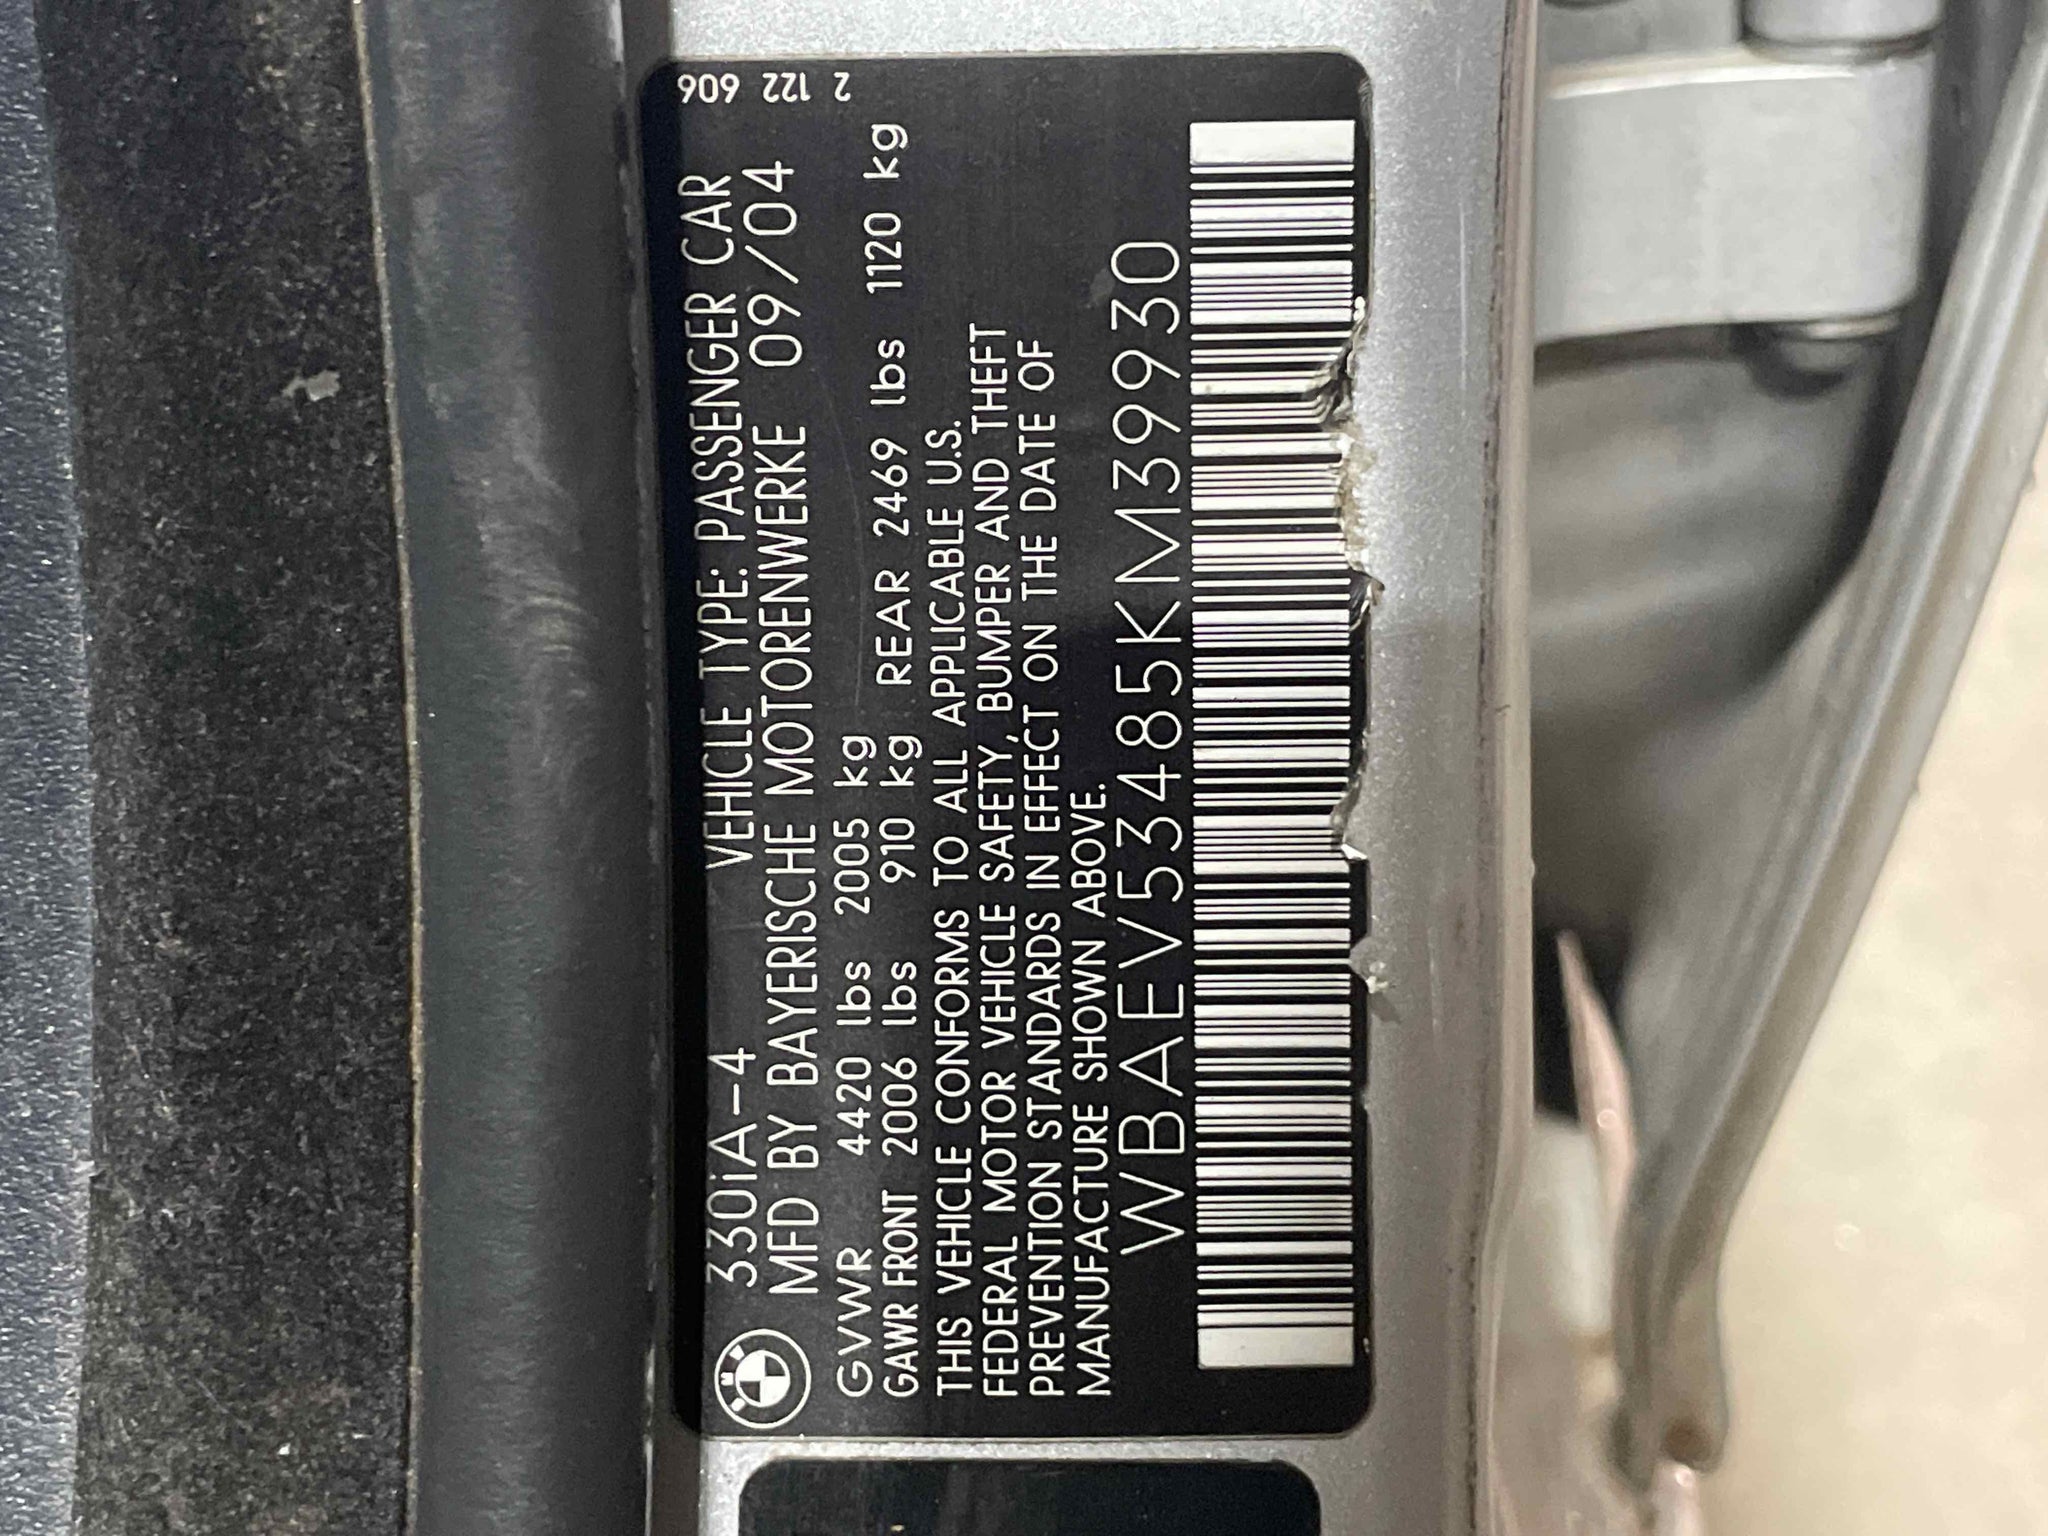 330iA-4 VEHICLE TYPE: PASSENGER CAR
MFD BY BAYERISCHE MOTORENWERKE 09/04
GVWR 4420 lbs 2005 kg
GAWR FRONT 2006 lbs 910 kg REAR 2469 lbs 1120 kg
THIS VEHICLE CONFORMS TO ALL APPLICABLE U.S.
FEDERAL MOTOR VEHICLE SAFETY, BUMPER AND THEFT
PREVENTION STANDARDS IN EFFECT ON THE DATE OF
MANUFACTURE SHOWN ABOVE.
WBAEV53485KM39930
2 122 606